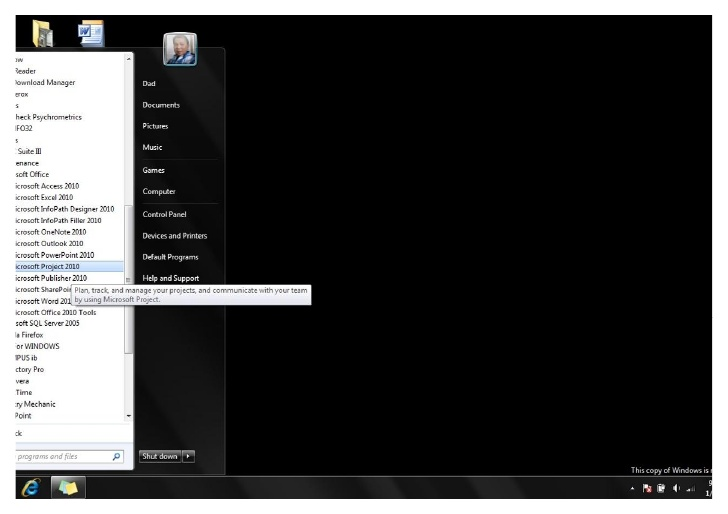 ow
Reader
Download Manager
erox
s
heck Psychrometrics
FO32
s
Suite III
enance
soft Office
icrosoft Access 2010
icrosoft Excel 2010
icrosoft InfoPath Designer 2010
icrosoft InfoPath Filler 2010
icrosoft OneNote 2010
icrosoft Outlook 2010
icrosoft PowerPoint 2010
icrosoft Project 2010
icrosoft Publisher 2010
icrosoft SharePoin
Plan, track, and manage your projects, and communicate with your team
by using Microsoft Project.
icrosoft Word 201
icrosoft Office 2010 Tools
soft SQL Server 2005
la Firefox
or WINDOWS
IPUS ib
ctory Pro
vera
Time
ry Mechanic
Point
ck
programs and files
Dad
Documents
Pictures
Music
Games
Computer
Control Panel
Devices and Printers
Default Programs
Help and Support
Shut down
This copy of Windows is
9
1/